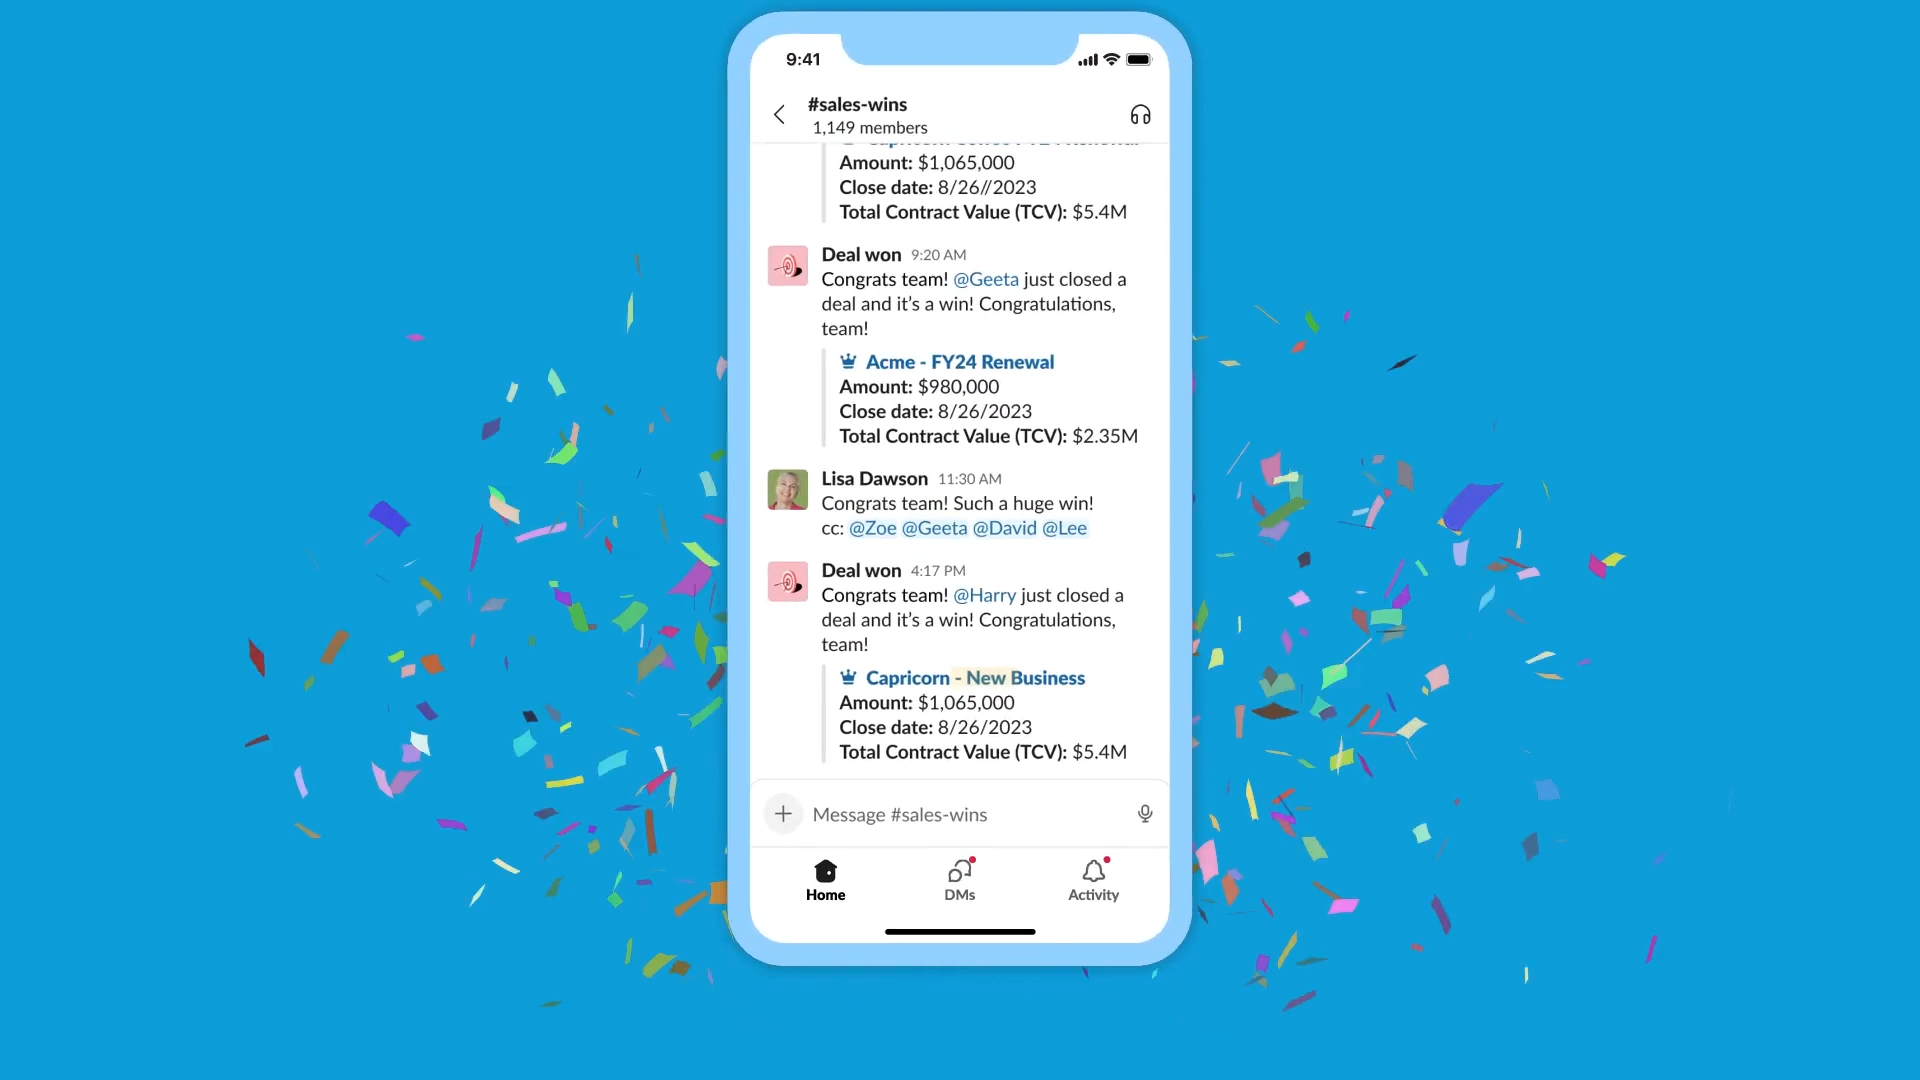 9:41
#sales-wins
1,149 members
Amount: $1,065,000
Close date: 8/26//2023
Total Contract Value (TCV): $5.4M
Deal won 9:20 AM
Congrats team! @Geeta just closed a
deal and it’s a win! Congratulations,
team!
Acme - FY24 Renewal
Amount: $980,000
Close date: 8/26/2023
Total Contract Value (TCV): $2.35M
Lisa Dawson 11:30 AM
Congrats team! Such a huge win!
cc: @Zoe @Geeta @David @Lee
Deal won 4:17 PM
Congrats team! @Harry just closed a
deal and it’s a win! Congratulations,
team!
Capricorn - New Business
Amount: $1,065,000
Close date: 8/26/2023
Total Contract Value (TCV): $5.4M
Message #sales-wins
Home
DMs
Activity